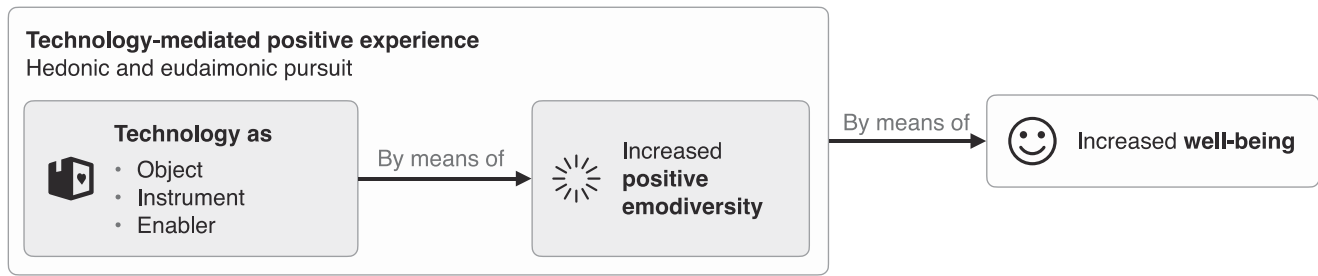 Technology-mediated positive experience
Hedonic and eudaimonic pursuit
Technology as
• Object
• Instrument
• Enabler
By means of
Increased
positive
emodiversity
By means of
Increased well-being